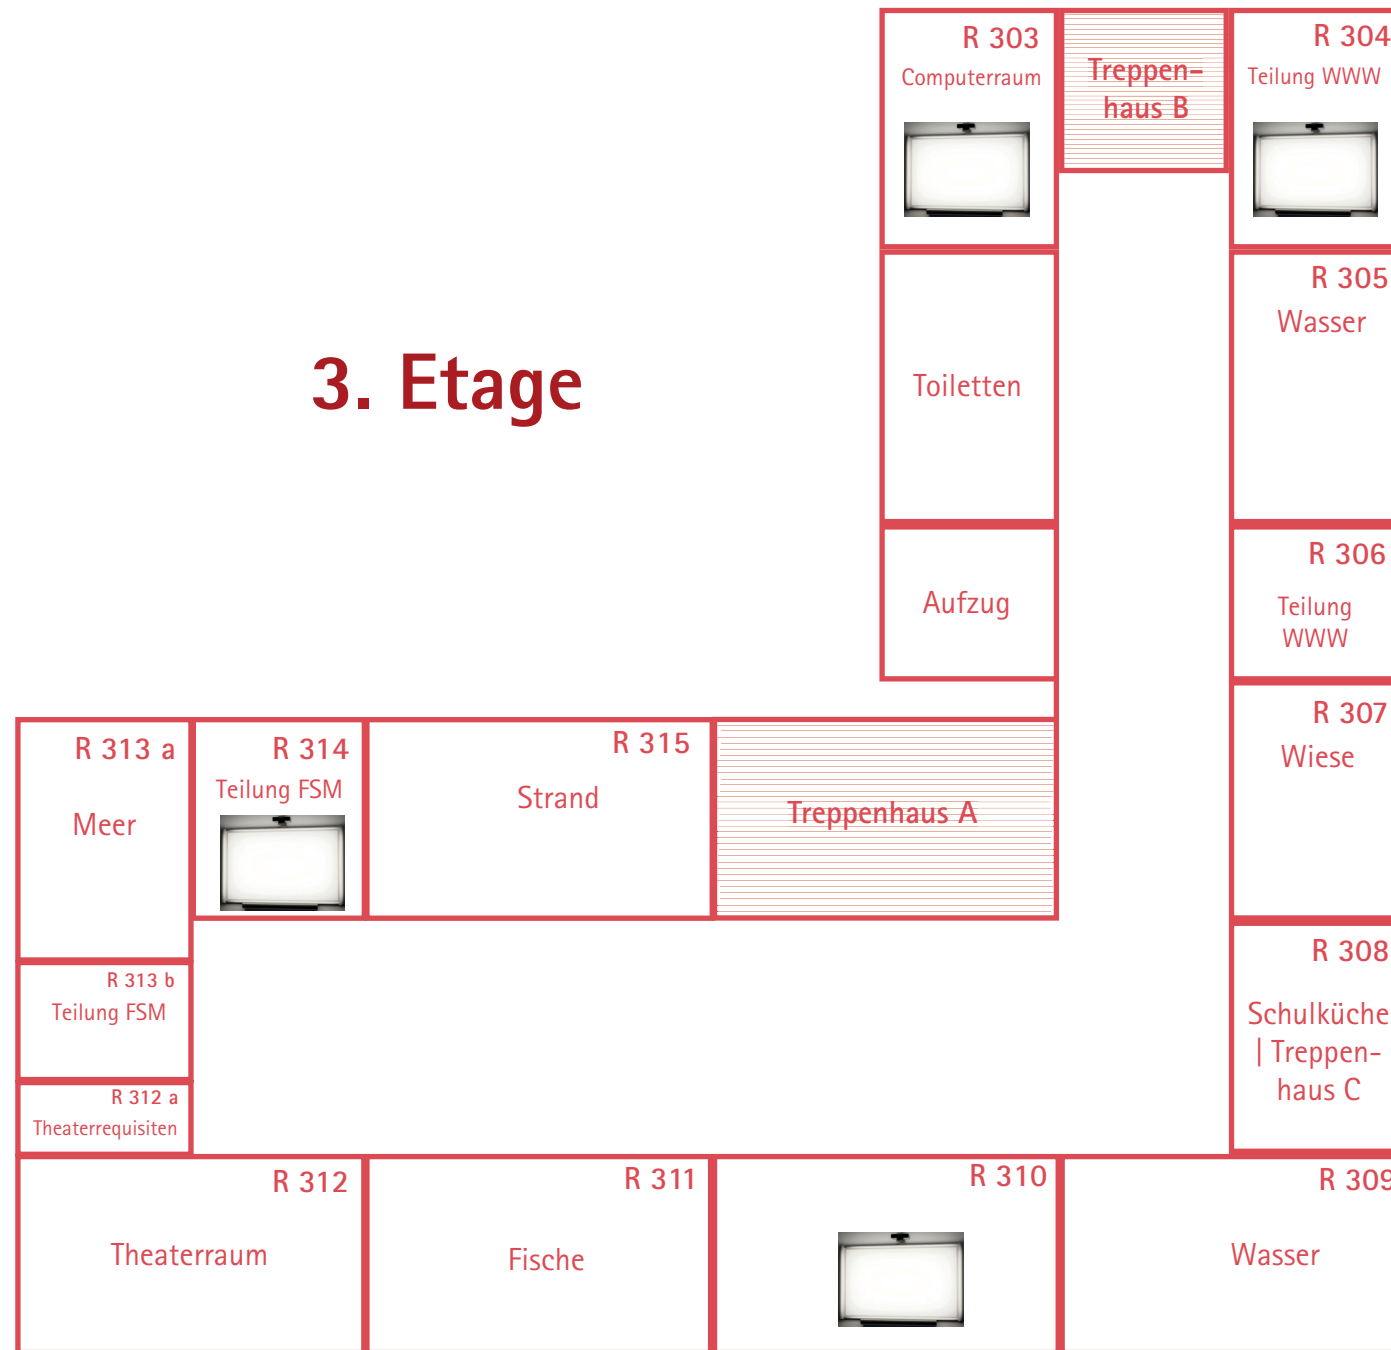 R 303
Computerraum
Treppen-
haus B
R 304
Teilung WWW
R 305
Wasser
3. Etage
Toiletten
R 306
Aufzug
Teilung
WWW
R 307
Wiese
R 313 a
Meer
R 314
Teilung FSM
R 315
Strand
Treppenhaus A
R 308
Schulküche
| Treppen-
haus C
R 313 b
Teilung FSM
R 312 a
Theaterrequisiten
R 312
Theaterraum
R 311
Fische
R 310
R 309
Wasser